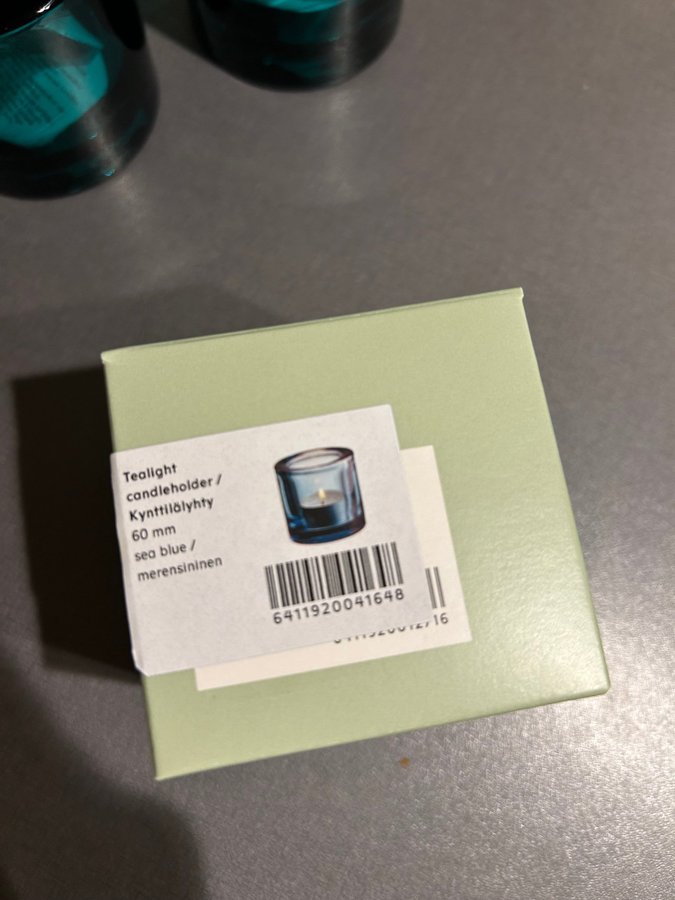 Tealight
candleholder /
Kynttilälyhty
60 mm
sea blue /
merensininen
6411920041648